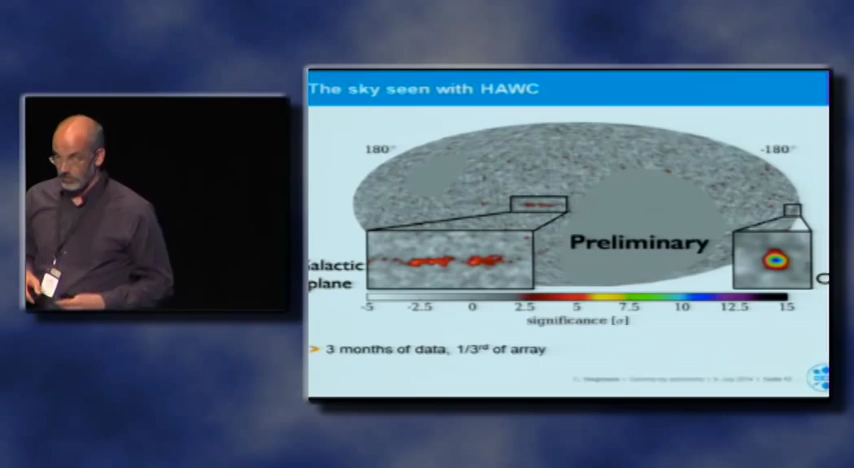 The sky seen with HAWC
180°
-180°
Preliminary
Galactic
plane
-5 -2.5 0 2.5 5 7.5 10 12.5 15
significance [σ]
> 3 months of data, 1/3rd of array